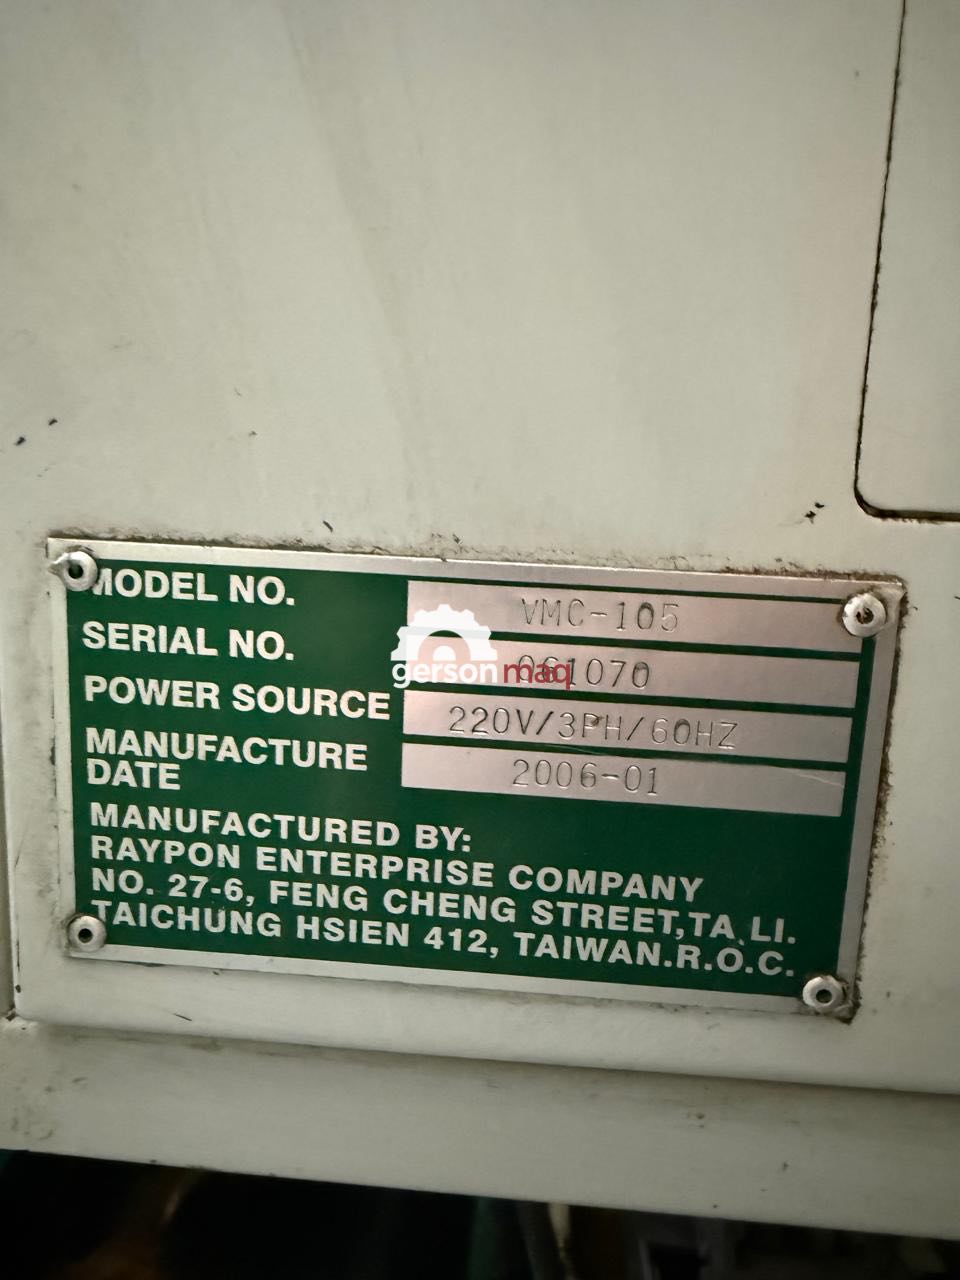 MODEL NO. VMC-105
SERIAL NO. 061070
POWER SOURCE 220V/3PH/60HZ
MANUFACTURE
DATE 2006-01
MANUFACTURED BY:
RAYPON ENTERPRISE COMPANY
NO. 27-6, FENG CHENG STREET,TA LI.
TAICHUNG HSIEN 412, TAIWAN.R.O.C.
gerson maq